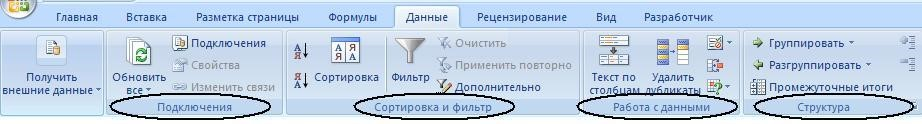 Главная Вставка Разметка страницы Формулы Данные Рецензирование Вид Разработчик
Получить внешние данные
Обновить все
Подключения
Свойства
Изменить связи
Подключения
Сортировка
Фильтр
Очистить
Применить повторно
Дополнительно
Сортировка и фильтр
Текст по столбцам
Удалить дубликаты
Работа с данными
Группировать
Разгруппировать
Промежуточные итоги
Структура